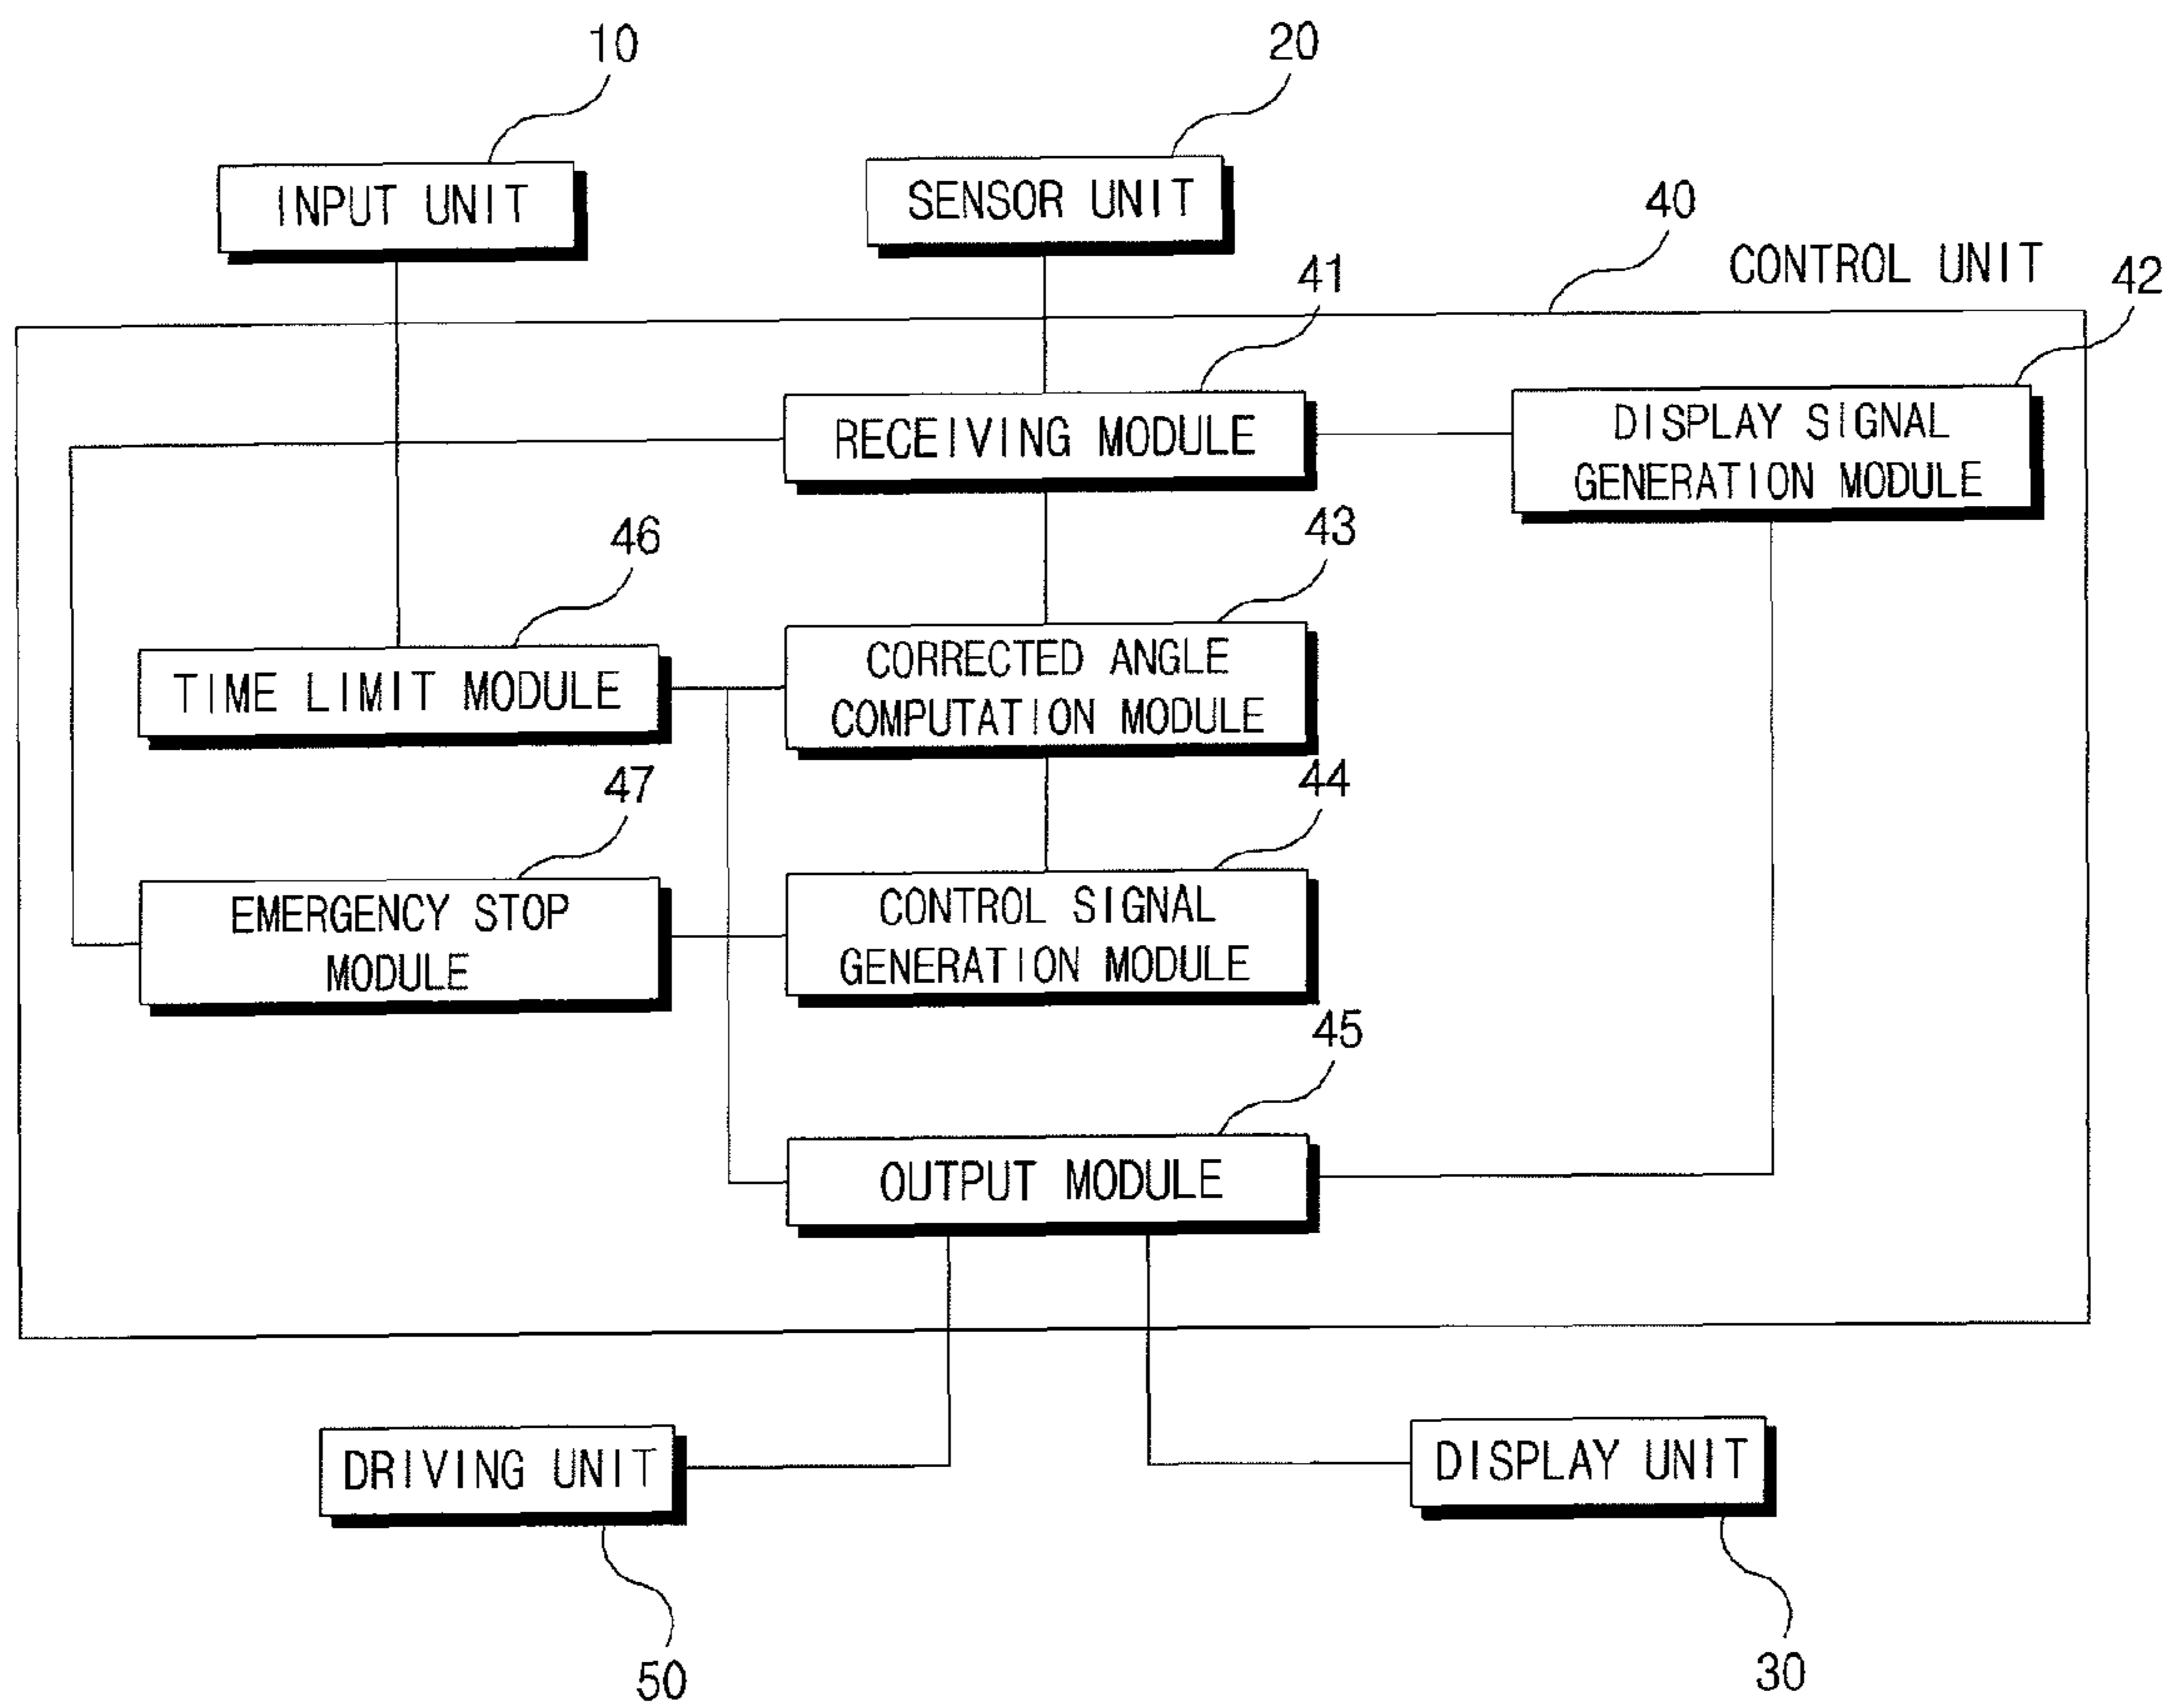 10
20
INPUT UNIT
SENSOR UNIT
40
CONTROL UNIT
41
42
RECEIVING MODULE
DISPLAY SIGNAL
GENERATION MODULE
46
43
TIME LIMIT MODULE
CORRECTED ANGLE
COMPUTATION MODULE
47
44
EMERGENCY STOP
MODULE
CONTROL SIGNAL
GENERATION MODULE
45
OUTPUT MODULE
DRIVING UNIT
DISPLAY UNIT
50
30